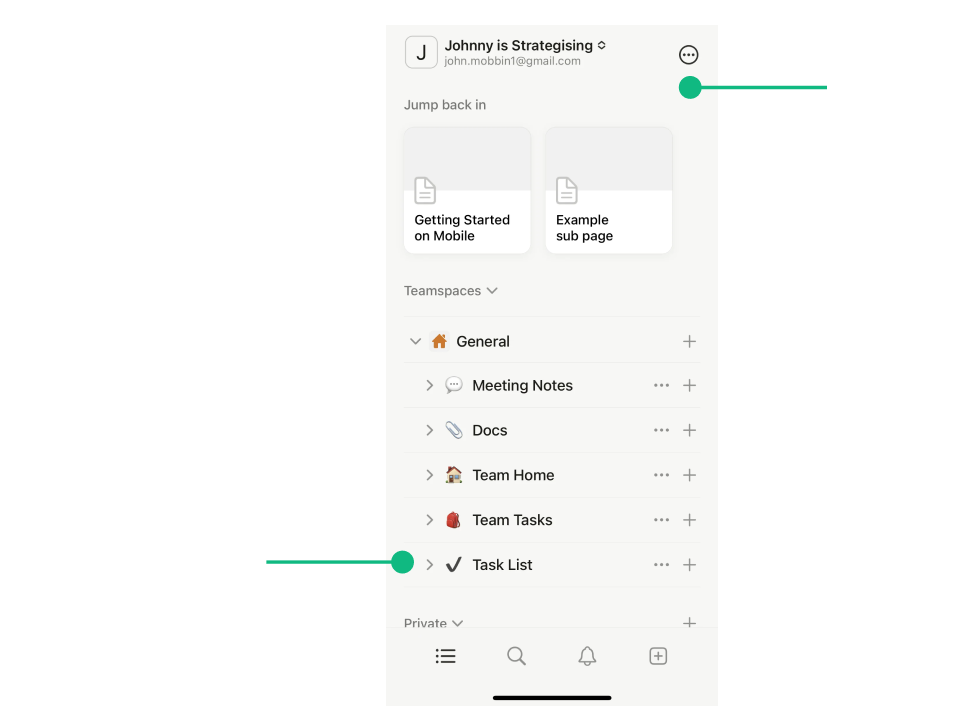 J
Johnny is Strategising
john.mobbin1@gmail.com
Jump back in
Getting Started
on Mobile
Example
sub page
Teamspaces
General
Meeting Notes
Docs
Team Home
Team Tasks
Task List
Private